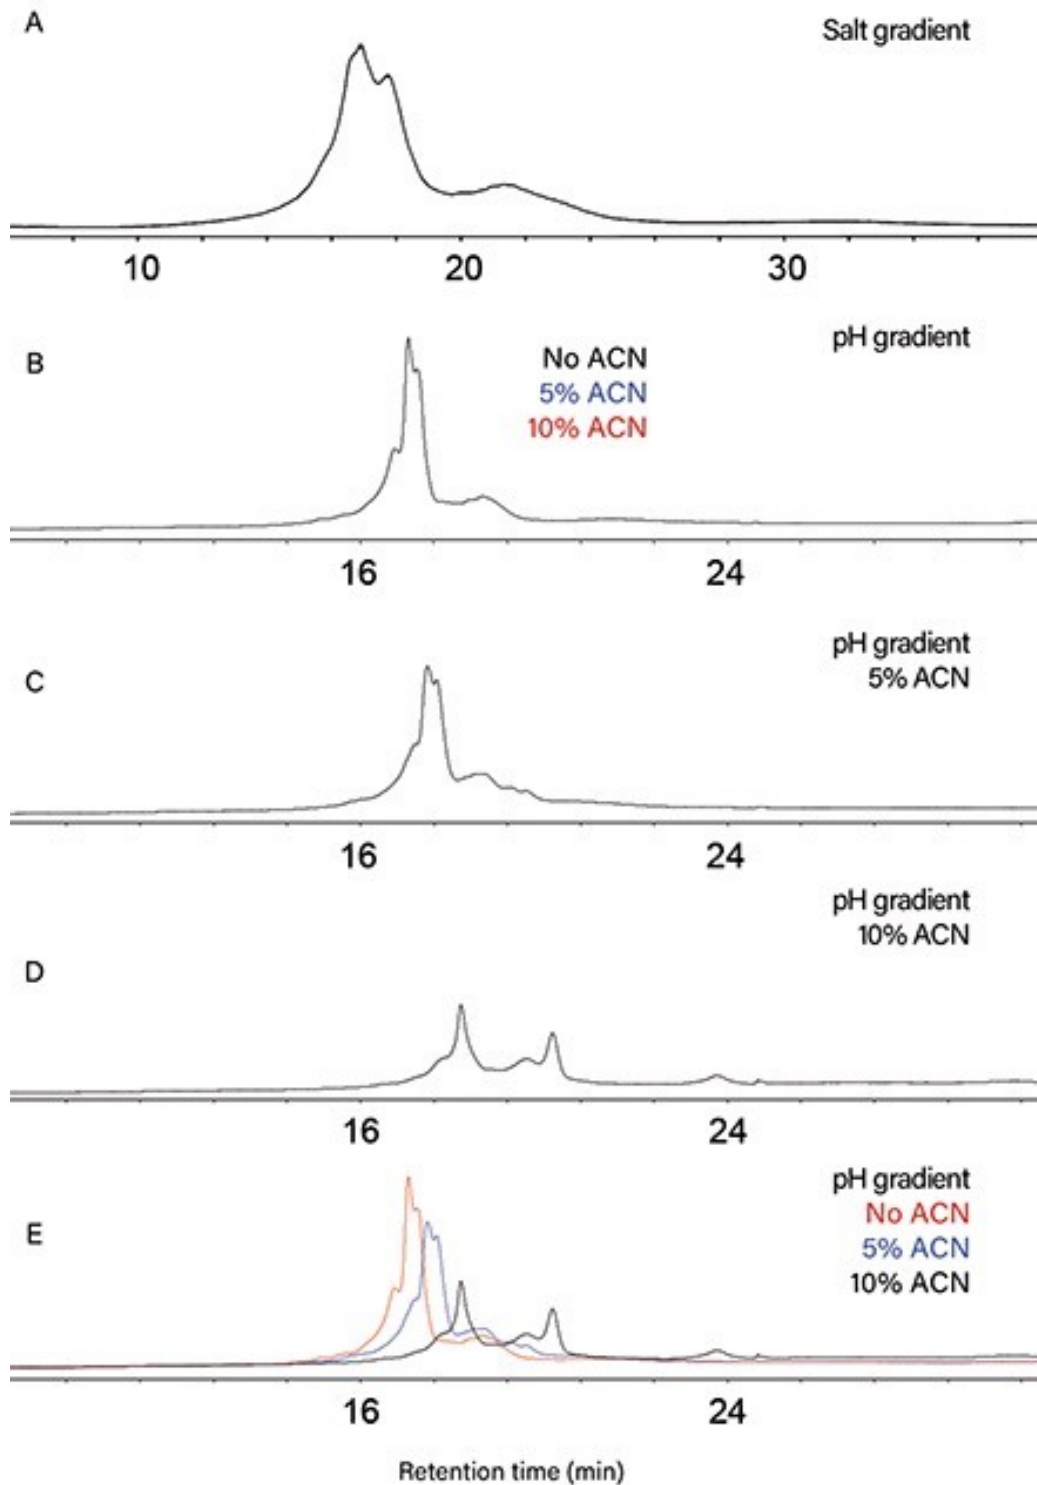 A
Salt gradient
10 20 30
B
pH gradient
No ACN
5% ACN
10% ACN
16 24
C
pH gradient
5% ACN
16 24
D
pH gradient
10% ACN
16 24
E
pH gradient
No ACN
5% ACN
10% ACN
16 24
Retention time (min)